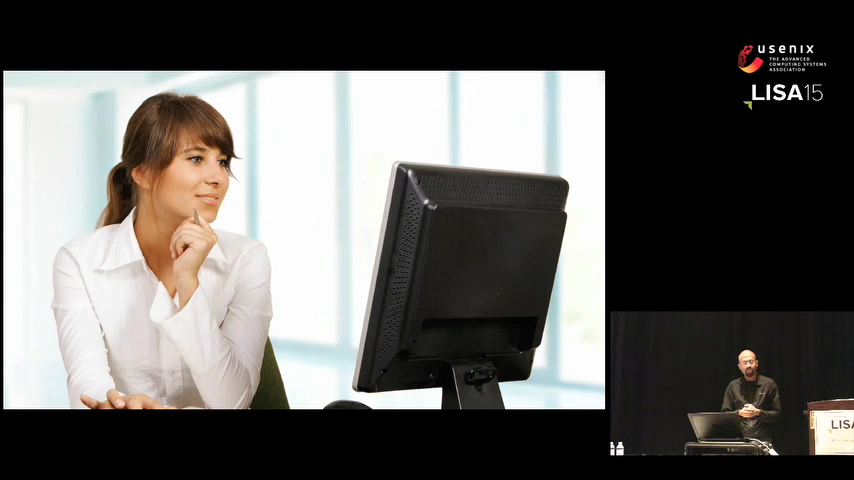 usenix
THE ADVANCED
COMPUTING SYSTEMS
ASSOCIATION
LISA15
LISA